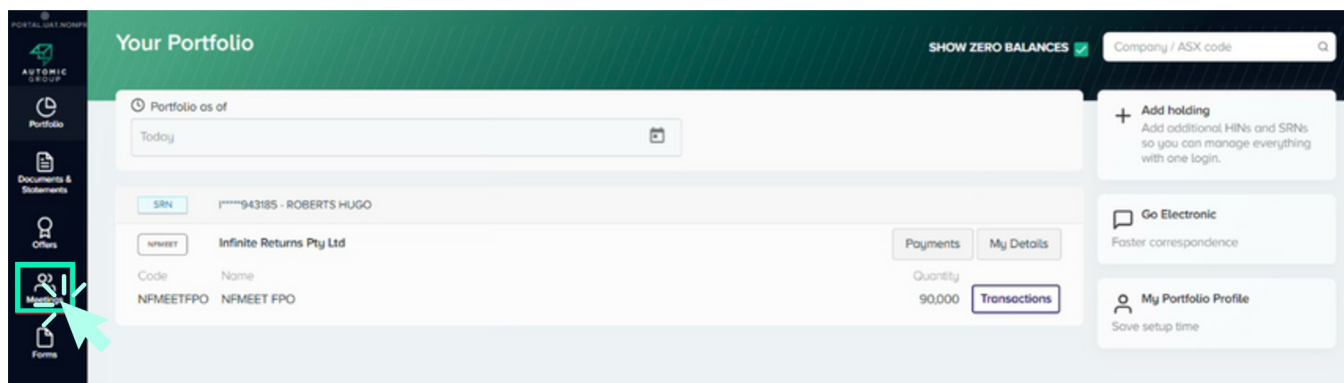 PORTAL.UAT.NONPR
AUTOMIC
GROUP
Portfolio
Documents &
Statements
Offers
Meetings
Forms
Your Portfolio
SHOW ZERO BALANCES
Company / ASX code
Portfolio as of
Today
SRN I*****943185 - ROBERTS HUGO
NFMEET Infinite Returns Pty Ltd Payments My Details
Code Name Quantity
NFMEETFPO NFMEET FPO 90,000 Transactions
Add holding
Add additional HINs and SRNs
so you can manage everything
with one login.
Go Electronic
Faster correspondence
My Portfolio Profile
Save setup time